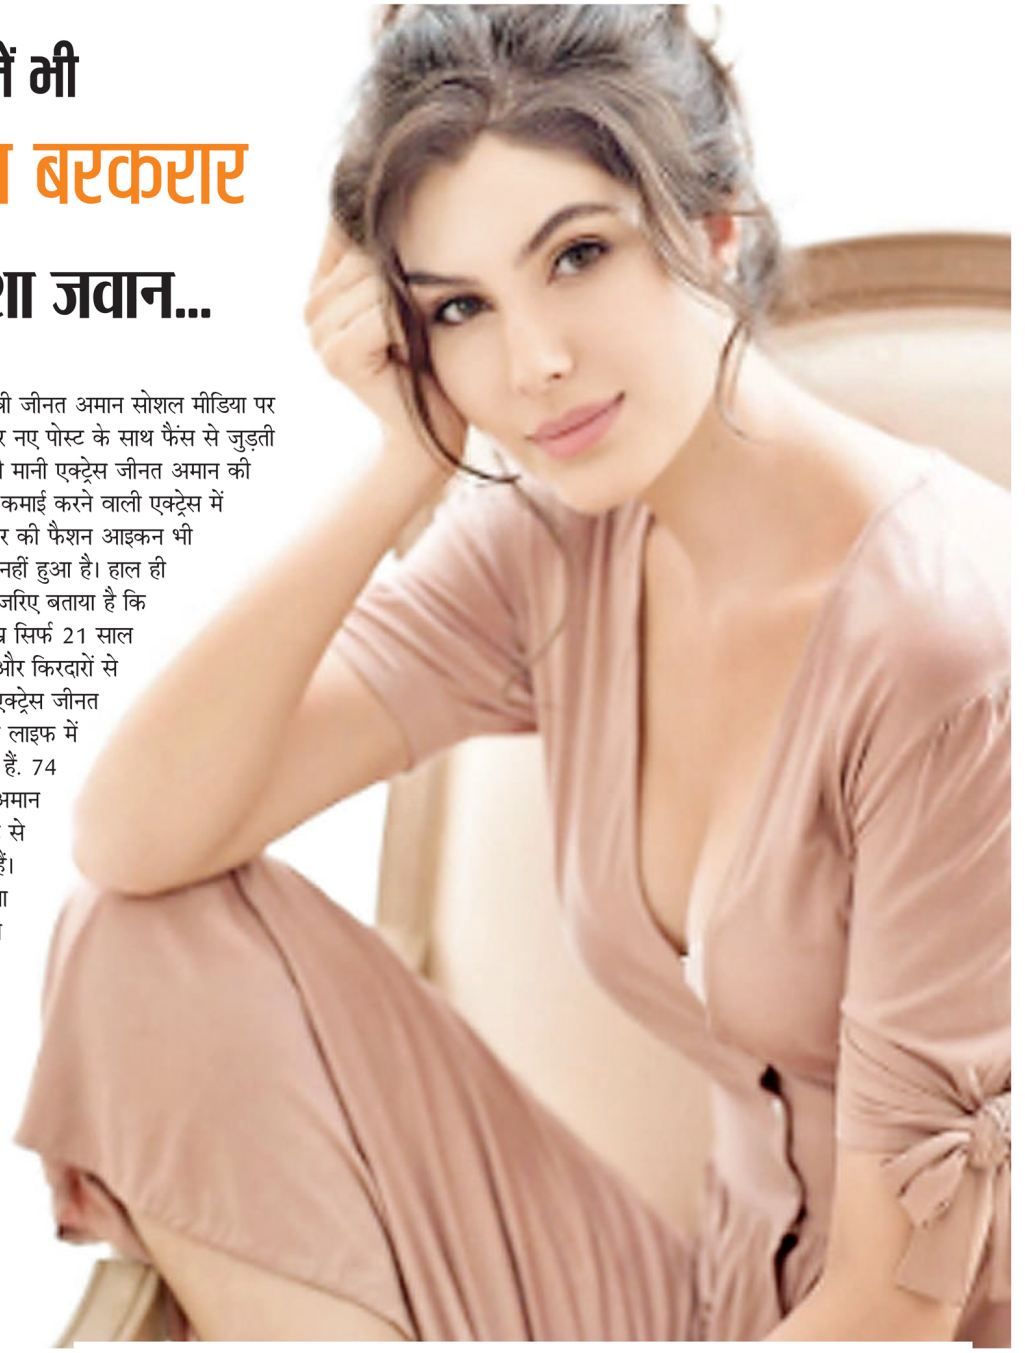 भी
बरकरार
जवान...
जीनत अमान सोशल मीडिया पर
नए पोस्ट के साथ फैंस से जुड़ती
मानी एक्ट्रेस जीनत अमान की
कमाई करने वाली एक्ट्रेस में
की फैशन आइकन भी
नहीं हुआ है। हाल ही
जरिए बताया है कि
सिर्फ 21 साल
और किरदारों से
एक्ट्रेस जीनत
लाइफ में
हैं. 74
अमान
से
हैं।